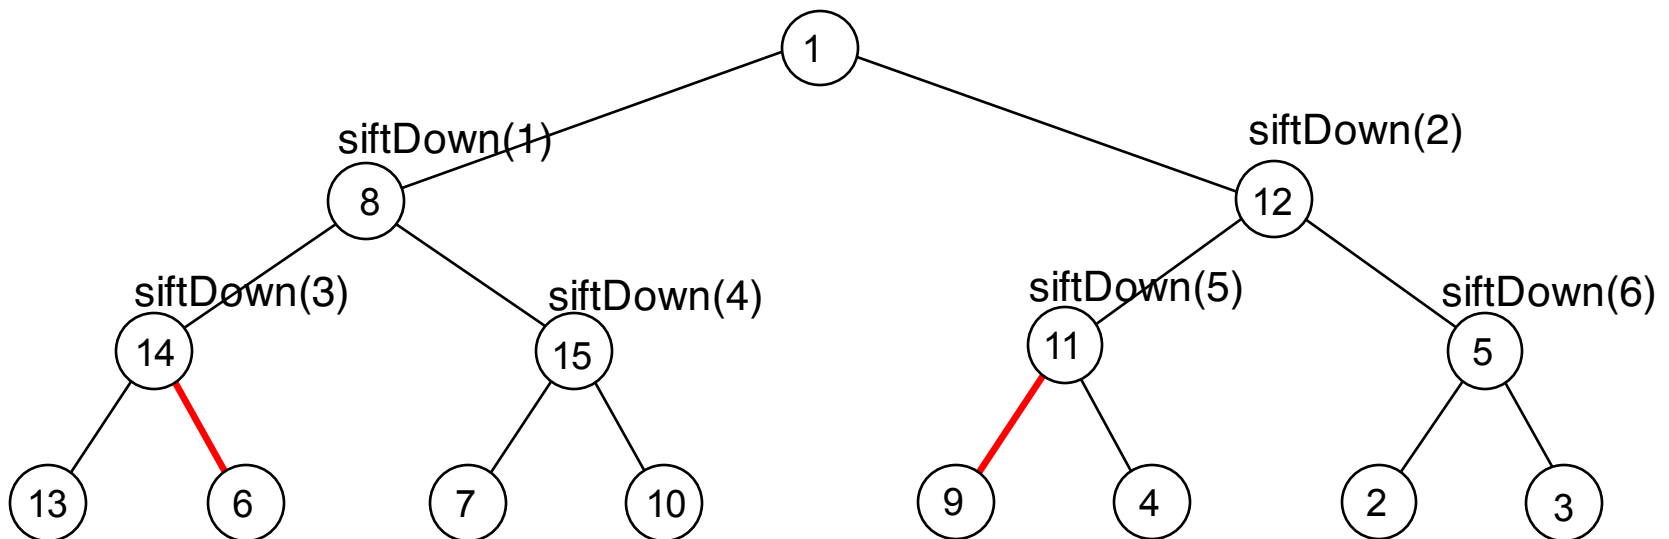 1
siftDown(1)
siftDown(2)
8
12
siftDown(3)
siftDown(4)
siftDown(5)
siftDown(6)
14
15
11
5
13
6
7
10
9
4
2
3